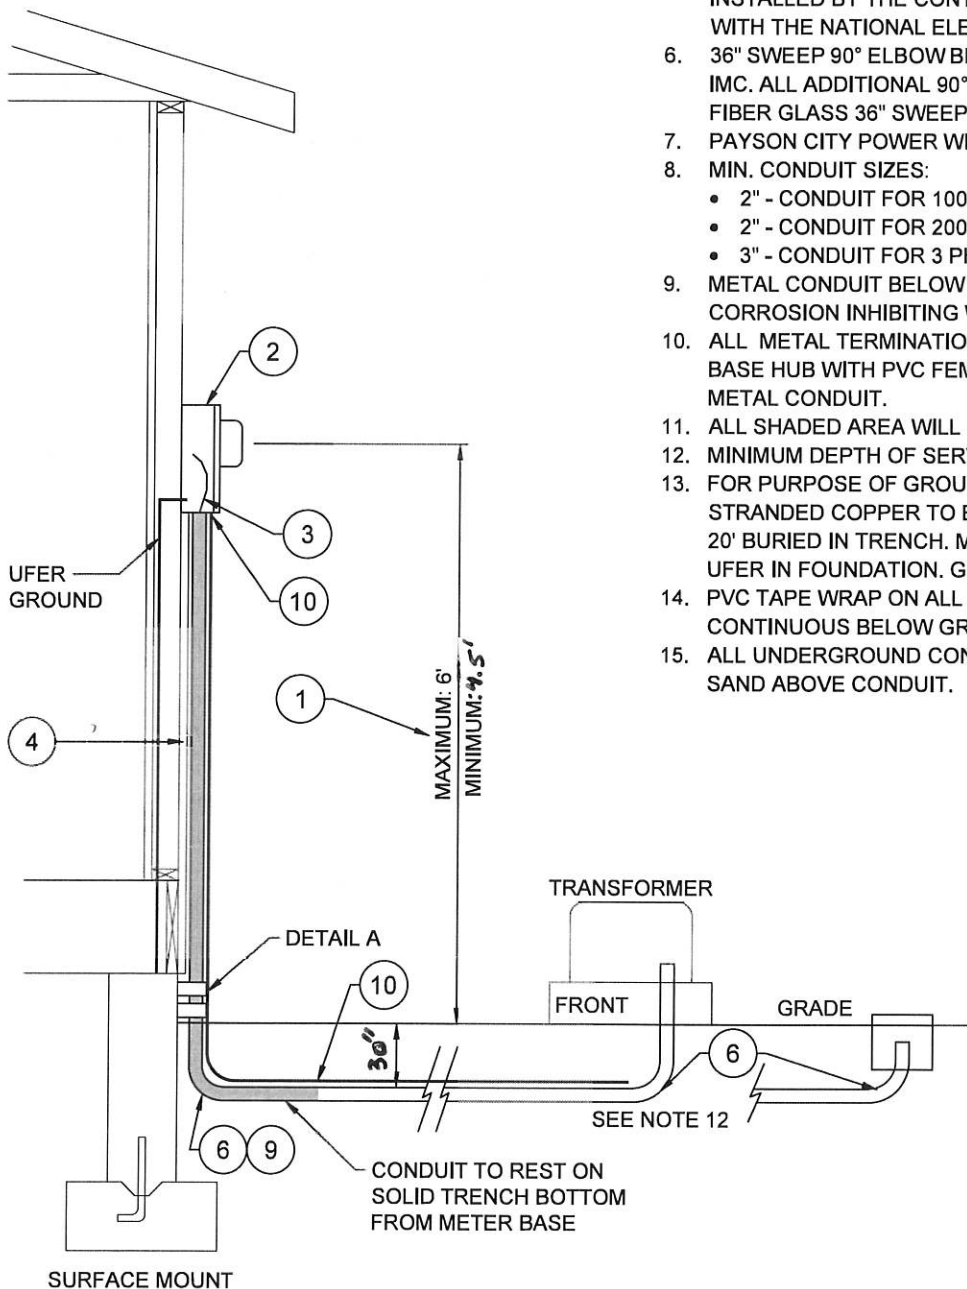 INSTALLED BY THE CONT
WITH THE NATIONAL ELE
6. 36" SWEEP 90° ELBOW B
IMC. ALL ADDITIONAL 90°
FIBER GLASS 36" SWEEP
7. PAYSON CITY POWER W
8. MIN. CONDUIT SIZES:
• 2" - CONDUIT FOR 100
• 2" - CONDUIT FOR 200
• 3" - CONDUIT FOR 3 P
9. METAL CONDUIT BELOW
CORROSION INHIBITING
10. ALL METAL TERMINATIO
BASE HUB WITH PVC FEM
METAL CONDUIT.
11. ALL SHADED AREA WILL
12. MINIMUM DEPTH OF SER
13. FOR PURPOSE OF GROU
STRANDED COPPER TO B
20' BURIED IN TRENCH. M
UFER IN FOUNDATION. G
14. PVC TAPE WRAP ON ALL
CONTINUOUS BELOW GR
15. ALL UNDERGROUND CON
SAND ABOVE CONDUIT.
2
3
10
UFER
GROUND
1
MAXIMUM: 6'
MINIMUM: 4.5'
4
TRANSFORMER
DETAIL A
10
FRONT
GRADE
30"
6
SEE NOTE 12
6 9
CONDUIT TO REST ON
SOLID TRENCH BOTTOM
FROM METER BASE
SURFACE MOUNT